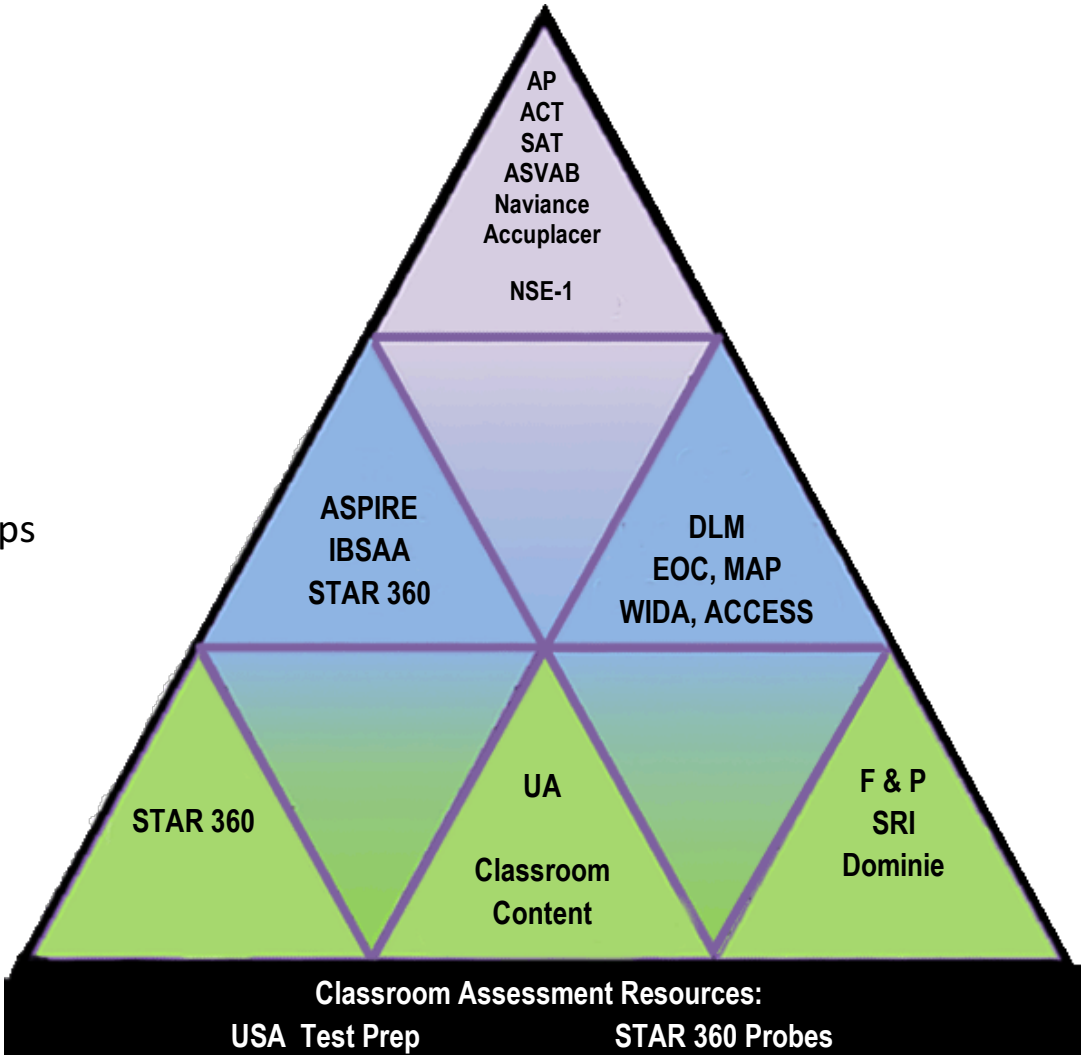 AP
ACT
SAT
ASVAB
Naviance
Accuplacer
NSE-1
ps
ASPIRE
IBSAA
STAR 360
DLM
EOC, MAP
WIDA, ACCESS
STAR 360
UA
Classroom
Content
F & P
SRI
Dominie
Classroom Assessment Resources:
USA Test Prep STAR 360 Probes